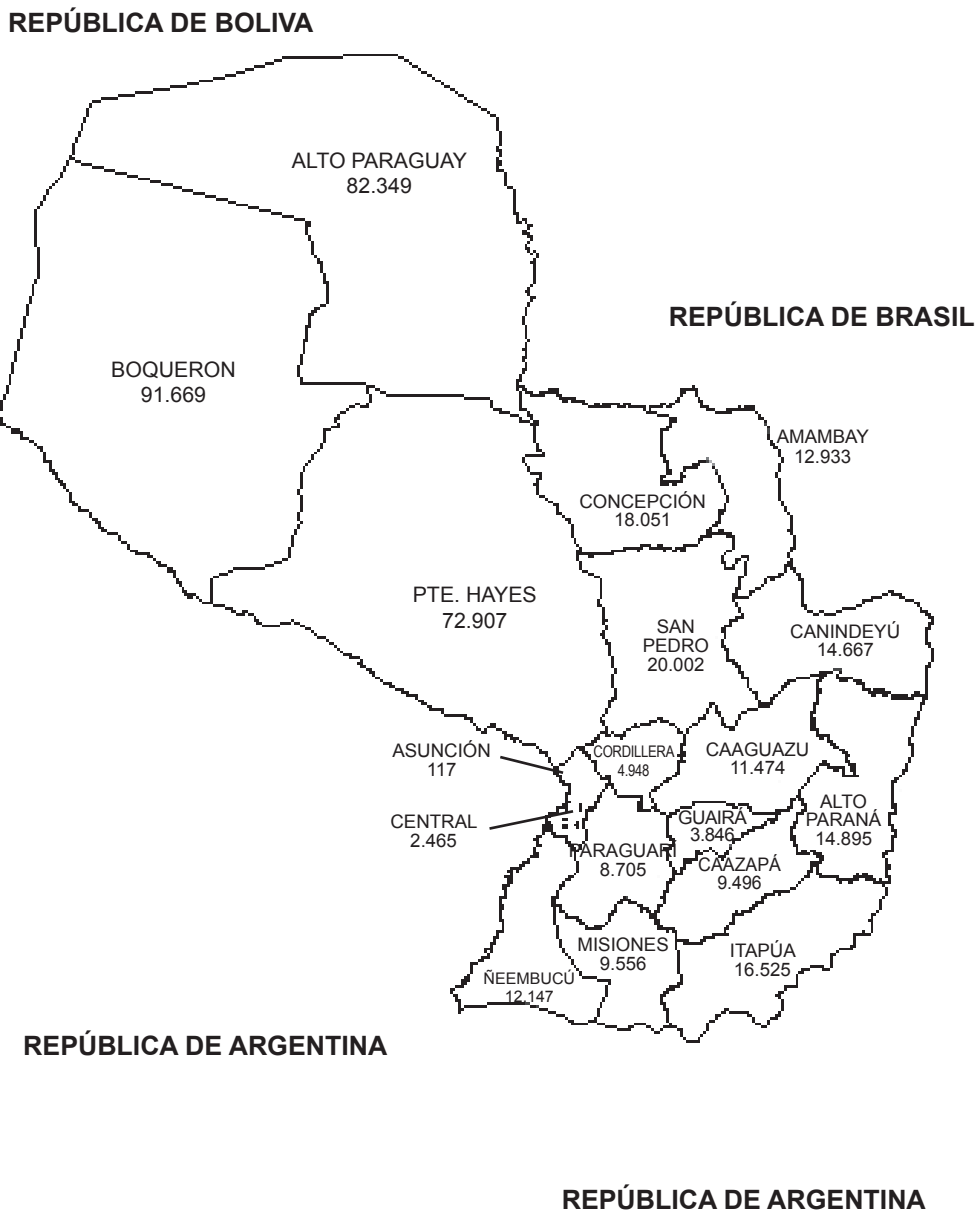 REPÚBLICA DE BOLIVA
ALTO PARAGUAY
82.349
REPÚBLICA DE BRASIL
BOQUERON
91.669
AMAMBAY
12.933
CONCEPCIÓN
18.051
PTE. HAYES
72.907
SAN
PEDRO
20.002
CANINDEYÚ
14.667
ASUNCIÓN
117
CORDILLERA
4.948
CAAGUAZU
11.474
CENTRAL
2.465
GUAIRÁ
3.846
ALTO
PARANÁ
14.895
PARAGUARI
8.705
CAAZAPÁ
9.496
MISIONES
9.556
ITAPÚA
16.525
ÑEEMBUCÚ
12.147
REPÚBLICA DE ARGENTINA
REPÚBLICA DE ARGENTINA